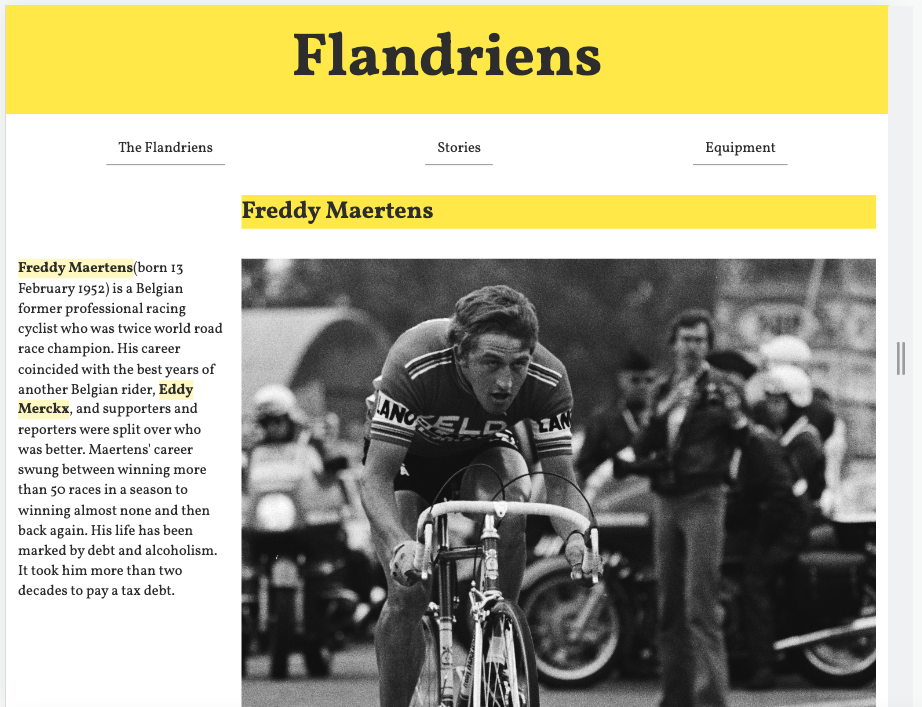 Flandriens
The Flandriens
Stories
Equipment
Freddy Maertens
Freddy Maertens(born 13
February 1952) is a Belgian
former professional racing
cyclist who was twice world road
race champion. His career
coincided with the best years of
another Belgian rider, Eddy
Merckx, and supporters and
reporters were split over who
was better. Maertens' career
swung between winning more
than 50 races in a season to
winning almost none and then
back again. His life has been
marked by debt and alcoholism.
It took him more than two
decades to pay a tax debt.
LANO
LAN